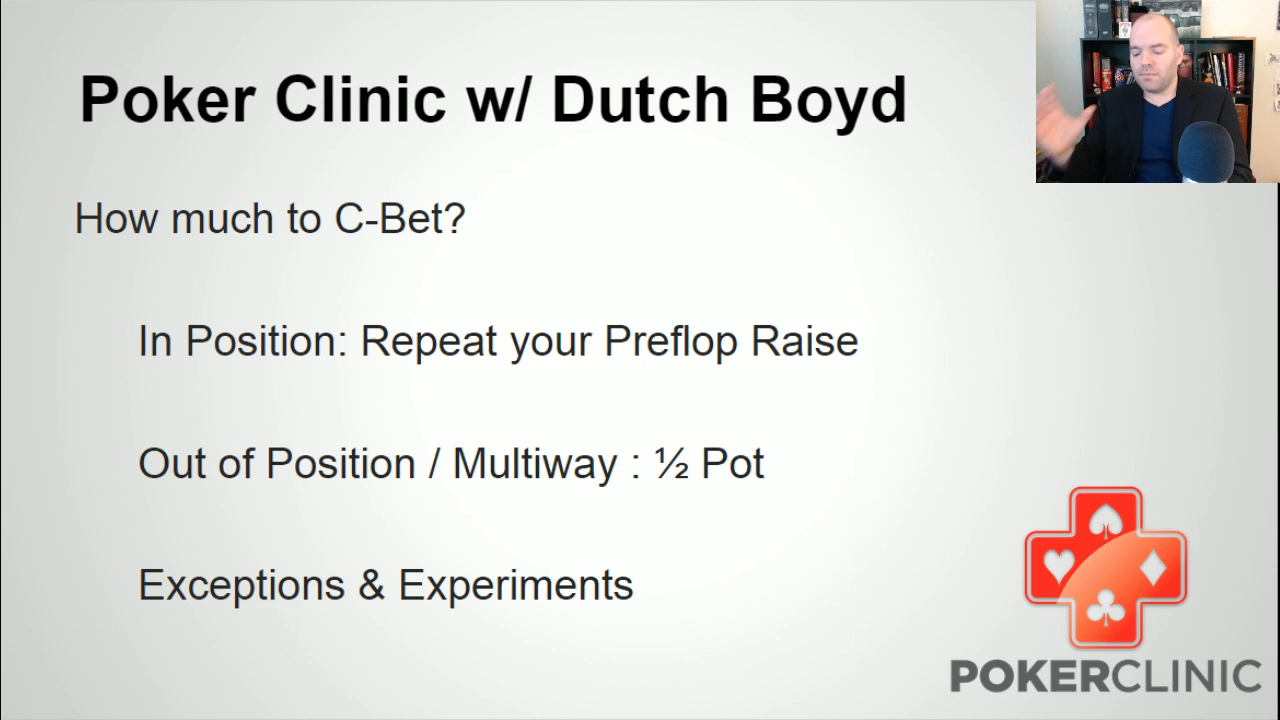 Poker Clinic w/ Dutch Boyd
How much to C-Bet?
In Position: Repeat your Preflop Raise
Out of Position / Multiway : ½ Pot
Exceptions & Experiments
POKERCLINIC